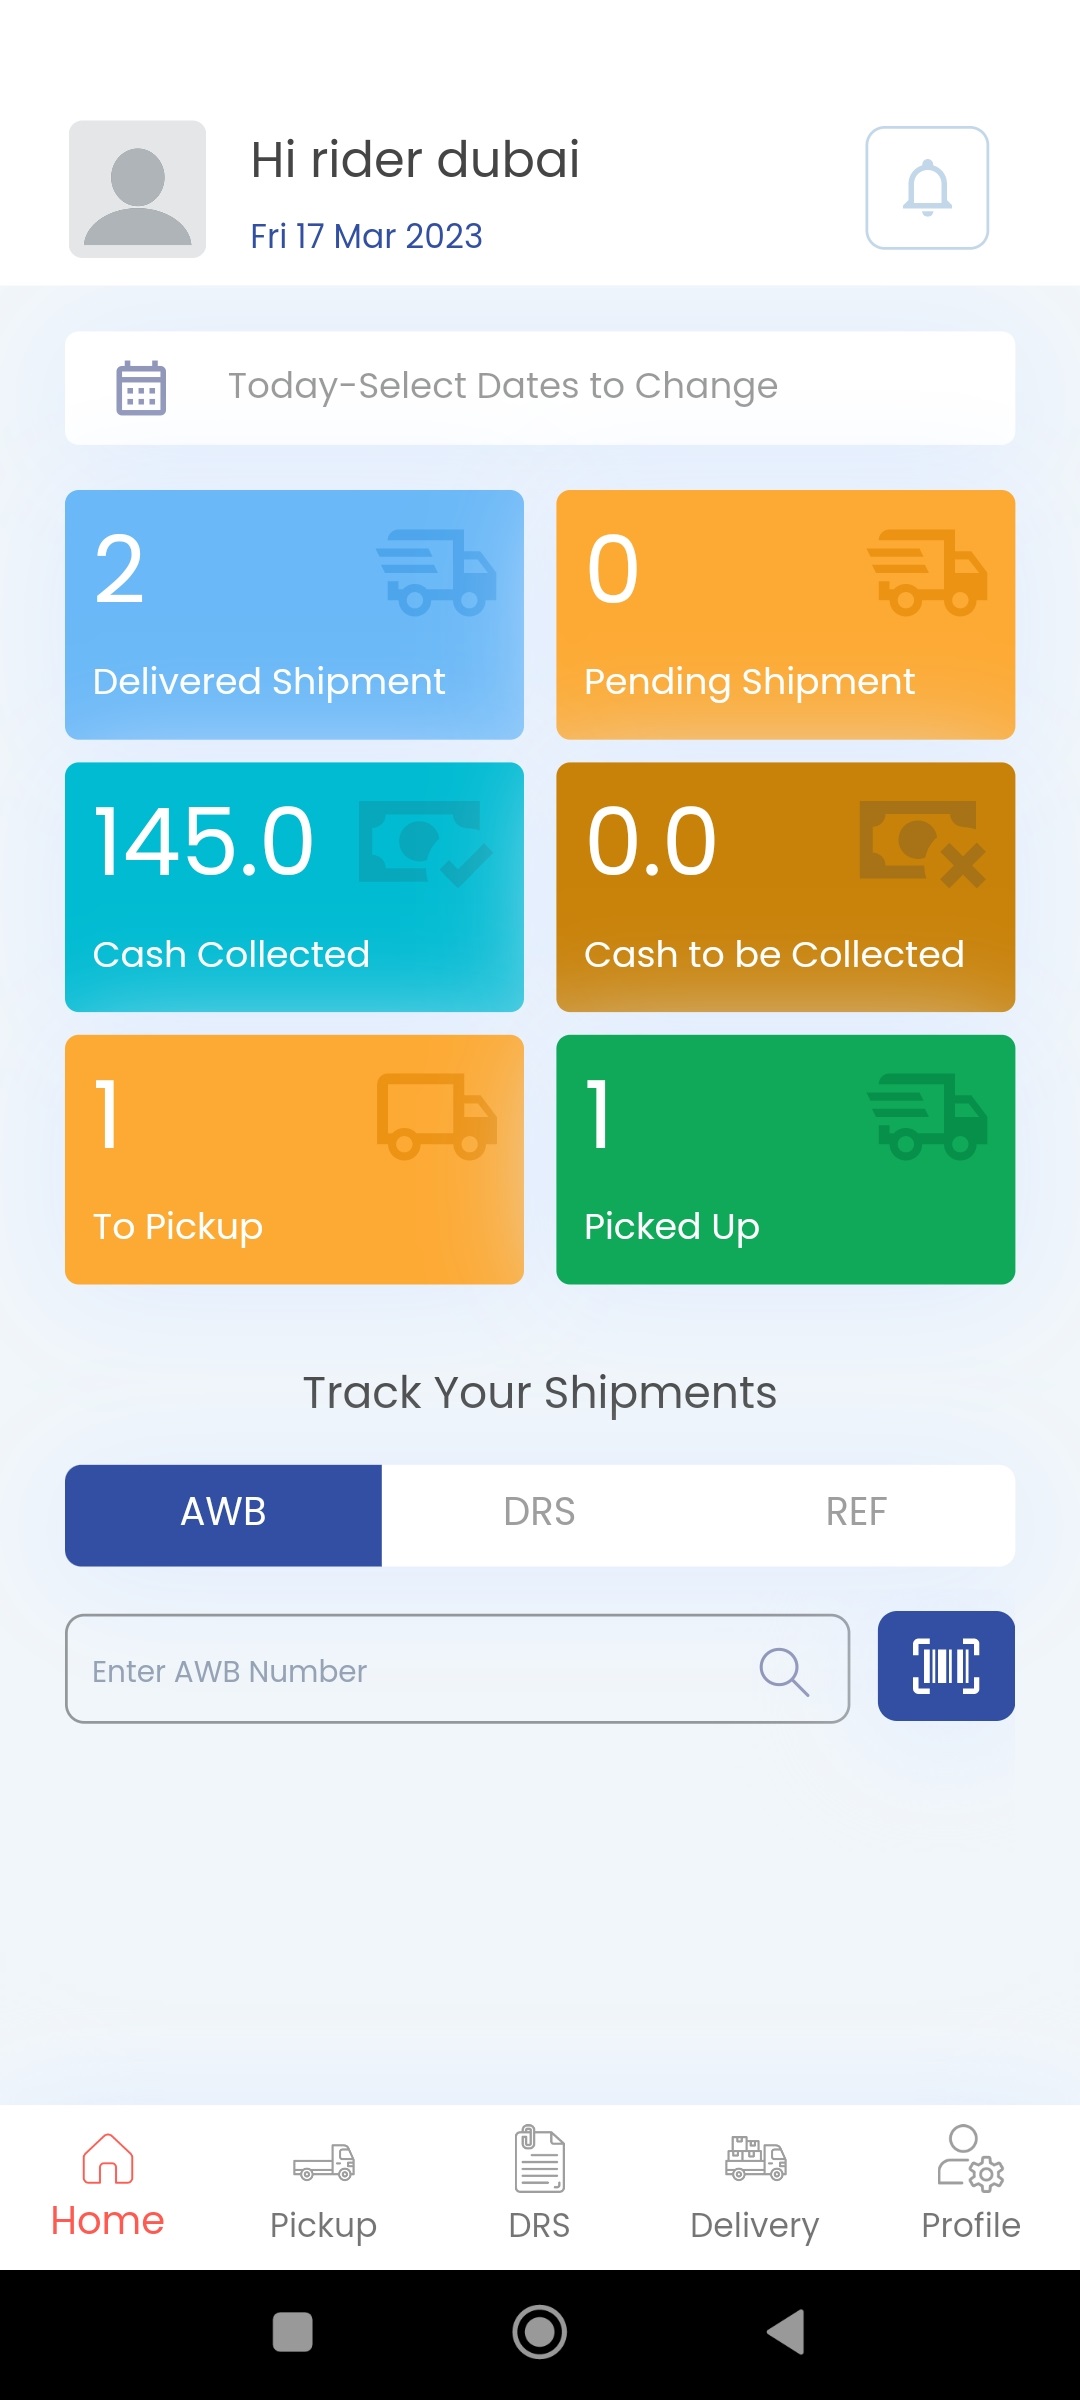 Hi rider dubai
Fri 17 Mar 2023
Today-Select Dates to Change
2
Delivered Shipment
0
Pending Shipment
145.0
Cash Collected
0.0
Cash to be Collected
1
To Pickup
1
Picked Up
Track Your Shipments
AWB
DRS
REF
Enter AWB Number
Home
Pickup
DRS
Delivery
Profile